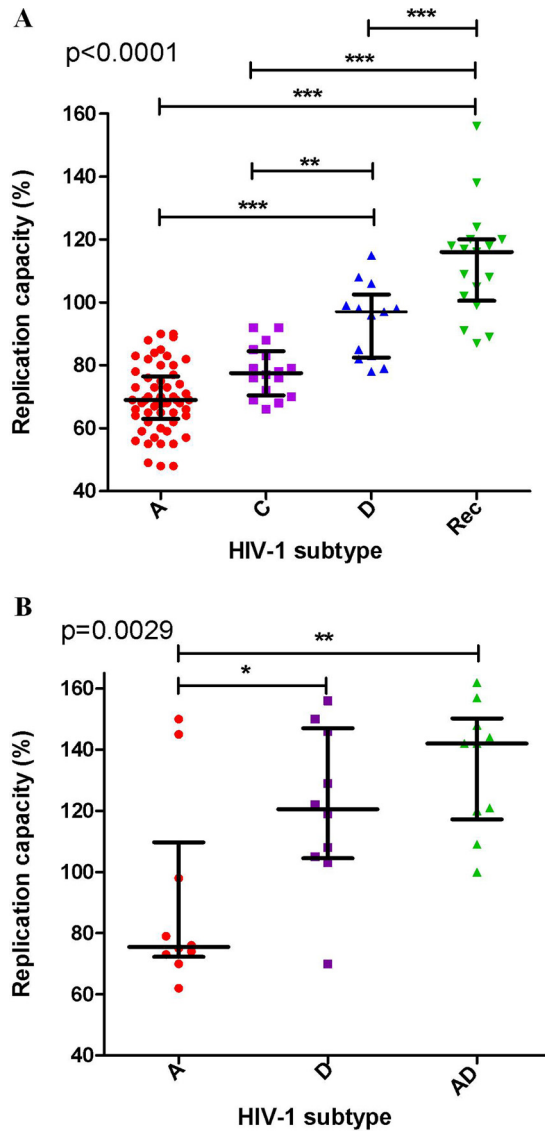 A
p<0.0001
***
***
***
**
***
Replication capacity (%)
160
140
120
100
80
60
40
A C D Rec
HIV-1 subtype
B
p=0.0029
**
*
Replication capacity (%)
160
140
120
100
80
60
40
A D AD
HIV-1 subtype